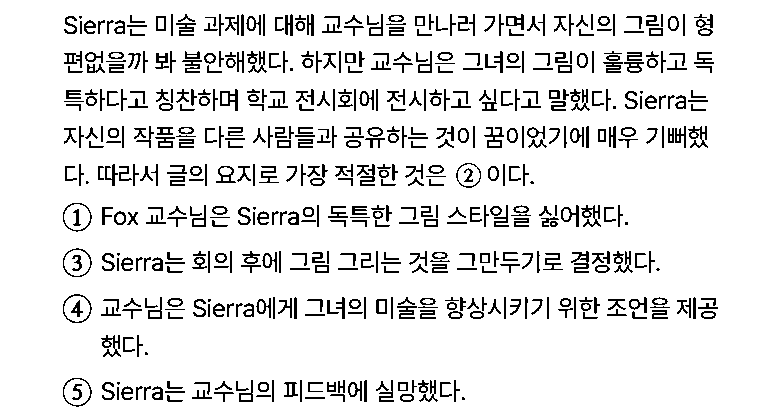 Sierra는 미술 과제에 대해 교수님을 만나러 가면서 자신의 그림이 형
편없을까 봐 불안해했다. 하지만 교수님은 그녀의 그림이 훌륭하고 독
특하다고 칭찬하며 학교 전시회에 전시하고 싶다고 말했다. Sierra는
자신의 작품을 다른 사람들과 공유하는 것이 꿈이었기에 매우 기뻐했
다. 따라서 글의 요지로 가장 적절한 것은 ②이다.
① Fox 교수님은 Sierra의 독특한 그림 스타일을 싫어했다.
③ Sierra는 회의 후에 그림 그리는 것을 그만두기로 결정했다.
④ 교수님은 Sierra에게 그녀의 미술을 향상시키기 위한 조언을 제공
했다.
⑤ Sierra는 교수님의 피드백에 실망했다.